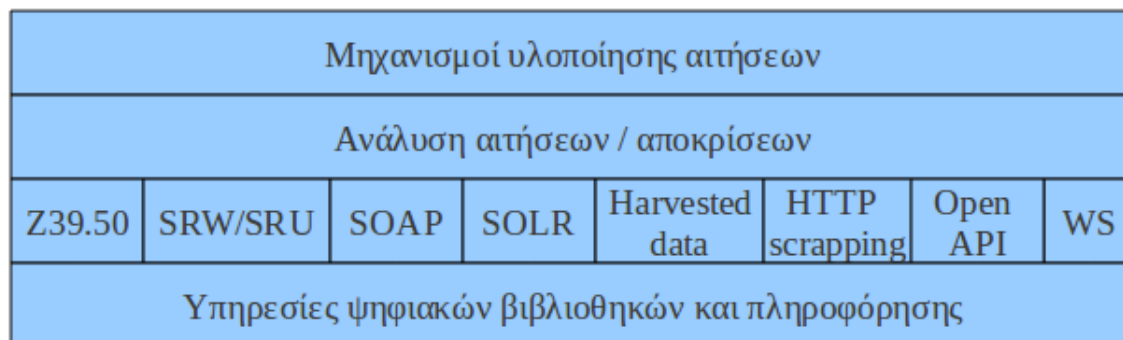 Μηχανισμοί υλοποίησης αιτήσεων
Ανάλυση αιτήσεων / αποκρίσεων
Z39.50
SRW/SRU
SOAP
SOLR
Harvested
data
HTTP
scrapping
Open
API
WS
Υπηρεσίες ψηφιακών βιβλιοθηκών και πληροφόρησης